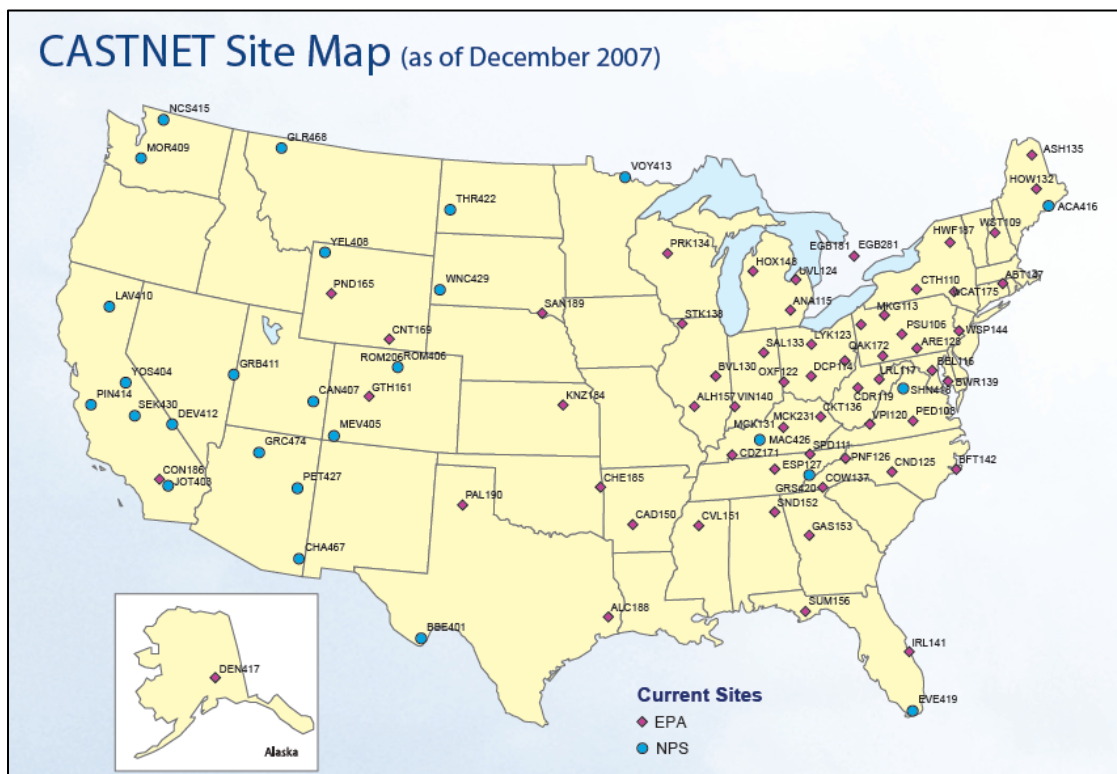 CASTNET Site Map (as of December 2007)
NCS415
MOR409
GLR468
VOY413
ASH135
HOW132
ACA416
THR422
WST109
HWF187
YEL408
PRK134
EGB181 EGB281
HOX148
UVL124
PND165
WNC429
CTH110
ABT147
CAT175
LAV410
SAN189
ANA115
MKG113
STK138
PSU106
WSP144
CNT169
LYK123
ARE128
SAL133
QAK172
ROM206 ROM406
BEL116
YOS404
GRB411
BVL130
OXF122
DCP114
LRL117
BWR139
PIN414
CAN407
GTH161
KNZ184
SHN418
CDR119
SEK430
DEV412
ALH157 VIN140
CKT136
MCK231
VPI120
PED108
MCK131
MEV405
MAC426
GRC474
CDZ171
SPD111
PNF126
CND125
BFT142
ESP127
CON186
JOT403
PET427
CHE185
GRS420
COW137
PAL190
SND152
CAD150
CVL151
GAS153
CHA467
ALC188
SUM156
BBE401
IRL141
DEN417
EVE419
Alaska
Current Sites
EPA
NPS